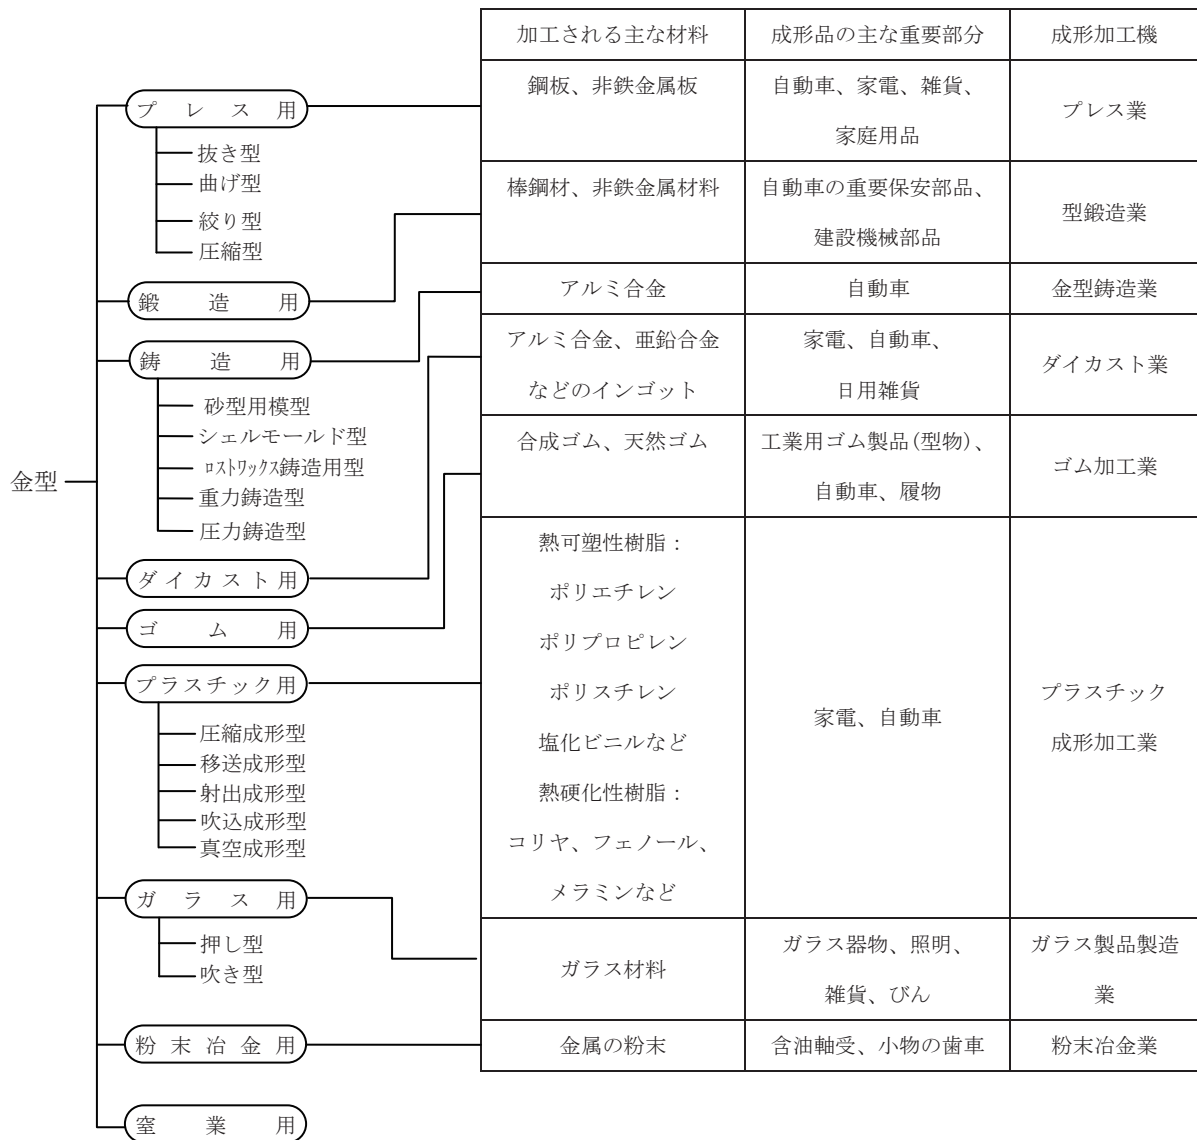 加工される主な材料 成形品の主な重要部分 成形加工機
鋼板、非鉄金属板 自動車、家電、雑貨、
家庭用品
プレス業
棒鋼材、非鉄金属材料 自動車の重要保安部品、
建設機械部品
型鍛造業
アルミ合金 自動車 金型鋳造業
アルミ合金、亜鉛合金
などのインゴット
家電、自動車、
日用雑貨
ダイカスト業
合成ゴム、天然ゴム 工業用ゴム製品(型物)、
自動車、履物
ゴム加工業
熱可塑性樹脂：
ポリエチレン
ポリプロピレン
ポリスチレン
塩化ビニルなど
熱硬化性樹脂：
コリヤ、フェノール、
メラミンなど
家電、自動車
プラスチック
成形加工業
ガラス材料
ガラス器物、照明、
雑貨、びん
ガラス製品製造
業
金属の粉末 含油軸受、小物の歯車 粉末冶金業
金型
プレス用
抜き型
曲げ型
絞り型
圧縮型
鍛造用
鋳造用
砂型用模型
シェルモールド型
ﾛｽﾄﾜｯｸｽ鋳造用型
重力鋳造型
圧力鋳造型
ダイカスト用
ゴム用
プラスチック用
圧縮成形型
移送成形型
射出成形型
吹込成形型
真空成形型
ガラス用
押し型
吹き型
粉末冶金用
窒業用